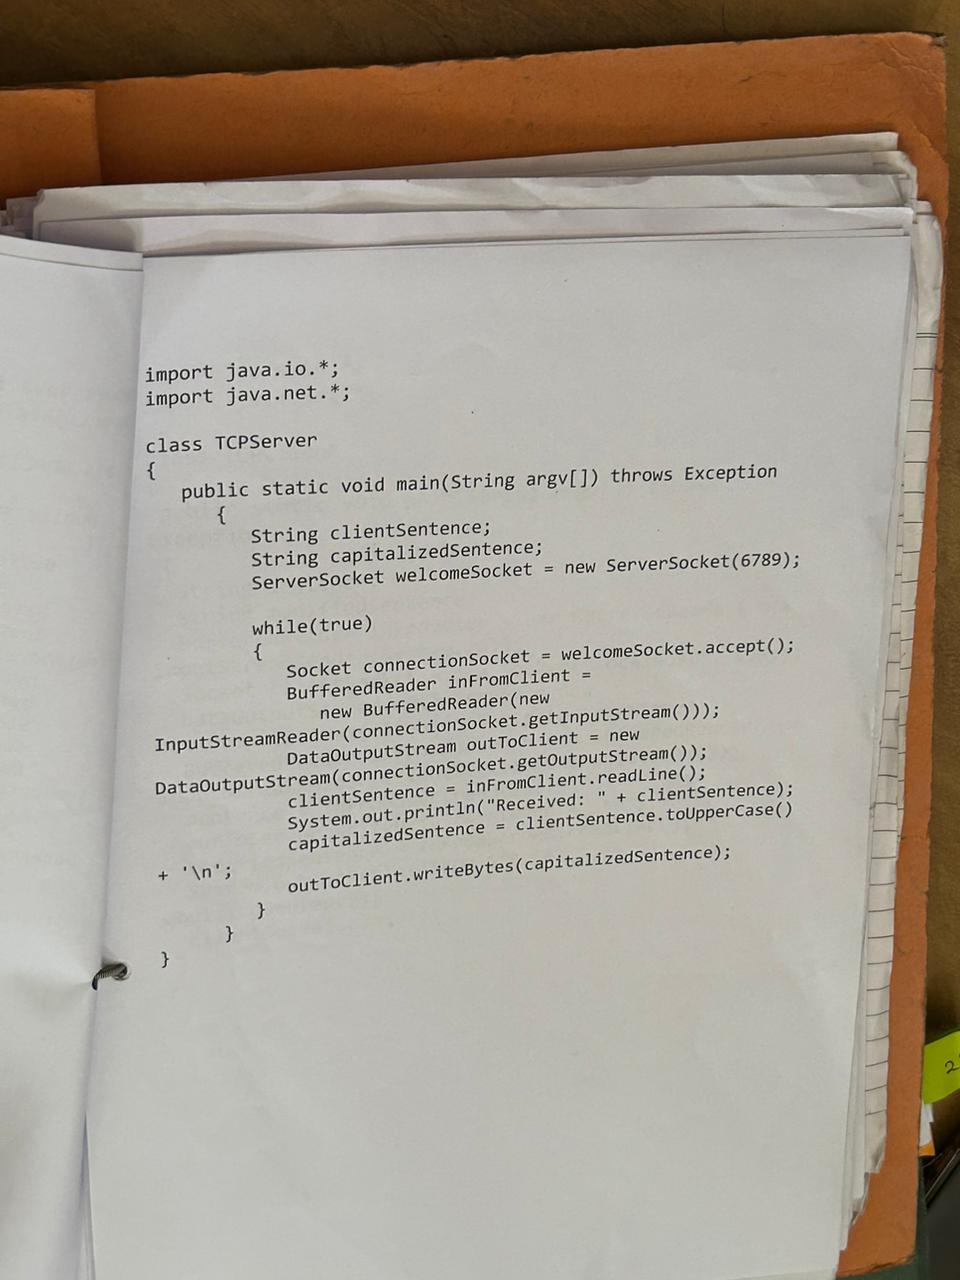 import java.io.*;
import java.net.*;
class TCPServer
{
public static void main(String argv[]) throws Exception
{
String clientSentence;
String capitalizedSentence;
ServerSocket welcomeSocket = new ServerSocket(6789);
while(true)
{
Socket connectionSocket = welcomeSocket.accept();
BufferedReader inFromClient =
new BufferedReader(new
InputStreamReader(connectionSocket.getInputStream()));
DataOutputStream outToClient = new
DataOutputStream(connectionSocket.getOutputStream());
clientSentence = inFromClient.readLine();
System.out.println("Received: " + clientSentence);
capitalizedSentence = clientSentence.toUpperCase()
+ '\n';
outToClient.writeBytes(capitalizedSentence);
}
}
}